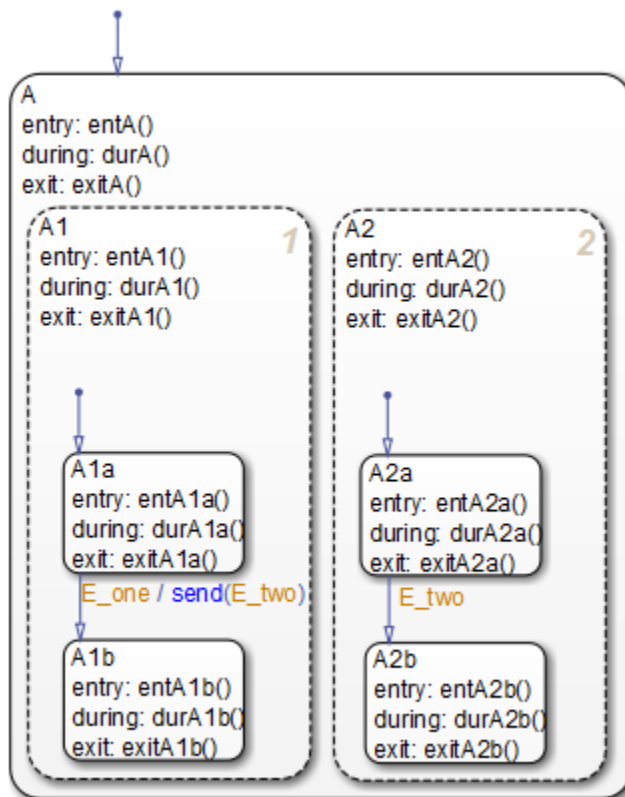 A
entry: entA()
during: durA()
exit: exitA()
A1
1
entry: entA1()
during: durA1()
exit: exitA1()
A1a
entry: entA1a()
during: durA1a()
exit: exitA1a()
E_one / send(E_two)
A1b
entry: entA1b()
during: durA1b()
exit: exitA1b()
A2
2
entry: entA2()
during: durA2()
exit: exitA2()
A2a
entry: entA2a()
during: durA2a()
exit: exitA2a()
E_two
A2b
entry: entA2b()
during: durA2b()
exit: exitA2b()